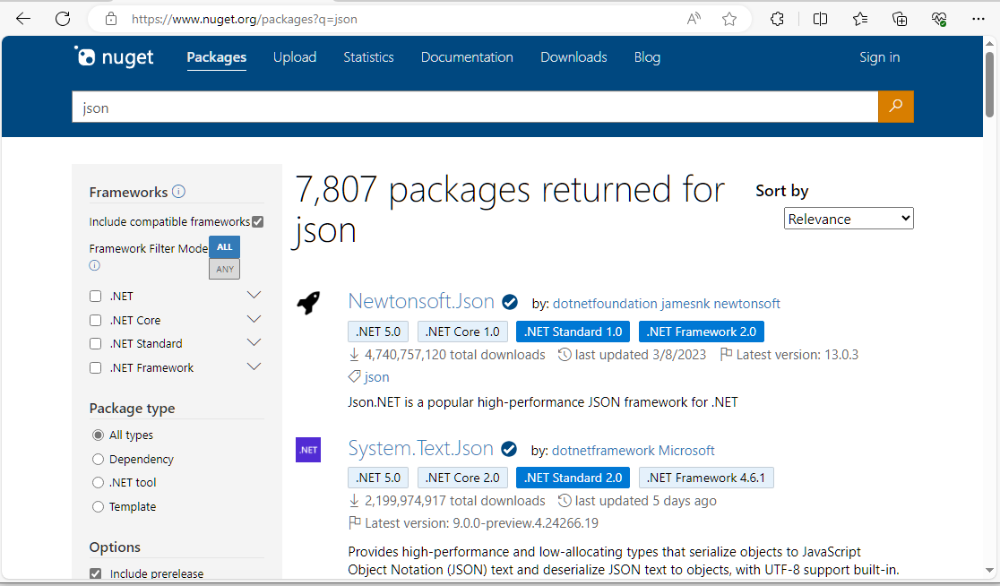 https://www.nuget.org/packages?q=json
nuget Packages Upload Statistics Documentation Downloads Blog Sign in
json
Frameworks
Include compatible frameworks
Framework Filter Mode ALL
ANY
.NET
.NET Core
.NET Standard
.NET Framework
Package type
All types
Dependency
.NET tool
Template
Options
Include prerelease
7,807 packages returned for
json
Sort by
Relevance
Newtonsoft.Json by: dotnetfoundation jamesnk newtonsoft
.NET 5.0 .NET Core 1.0 .NET Standard 1.0 .NET Framework 2.0
4,740,757,120 total downloads last updated 3/8/2023 Latest version: 13.0.3
json
Json.NET is a popular high-performance JSON framework for .NET
.NET
System.Text.Json by: dotnetframework Microsoft
.NET 5.0 .NET Core 2.0 .NET Standard 2.0 .NET Framework 4.6.1
2,199,974,917 total downloads last updated 5 days ago
Latest version: 9.0.0-preview.4.24266.19
Provides high-performance and low-allocating types that serialize objects to JavaScript
Object Notation (JSON) text and deserialize JSON text to objects, with UTF-8 support built-in.